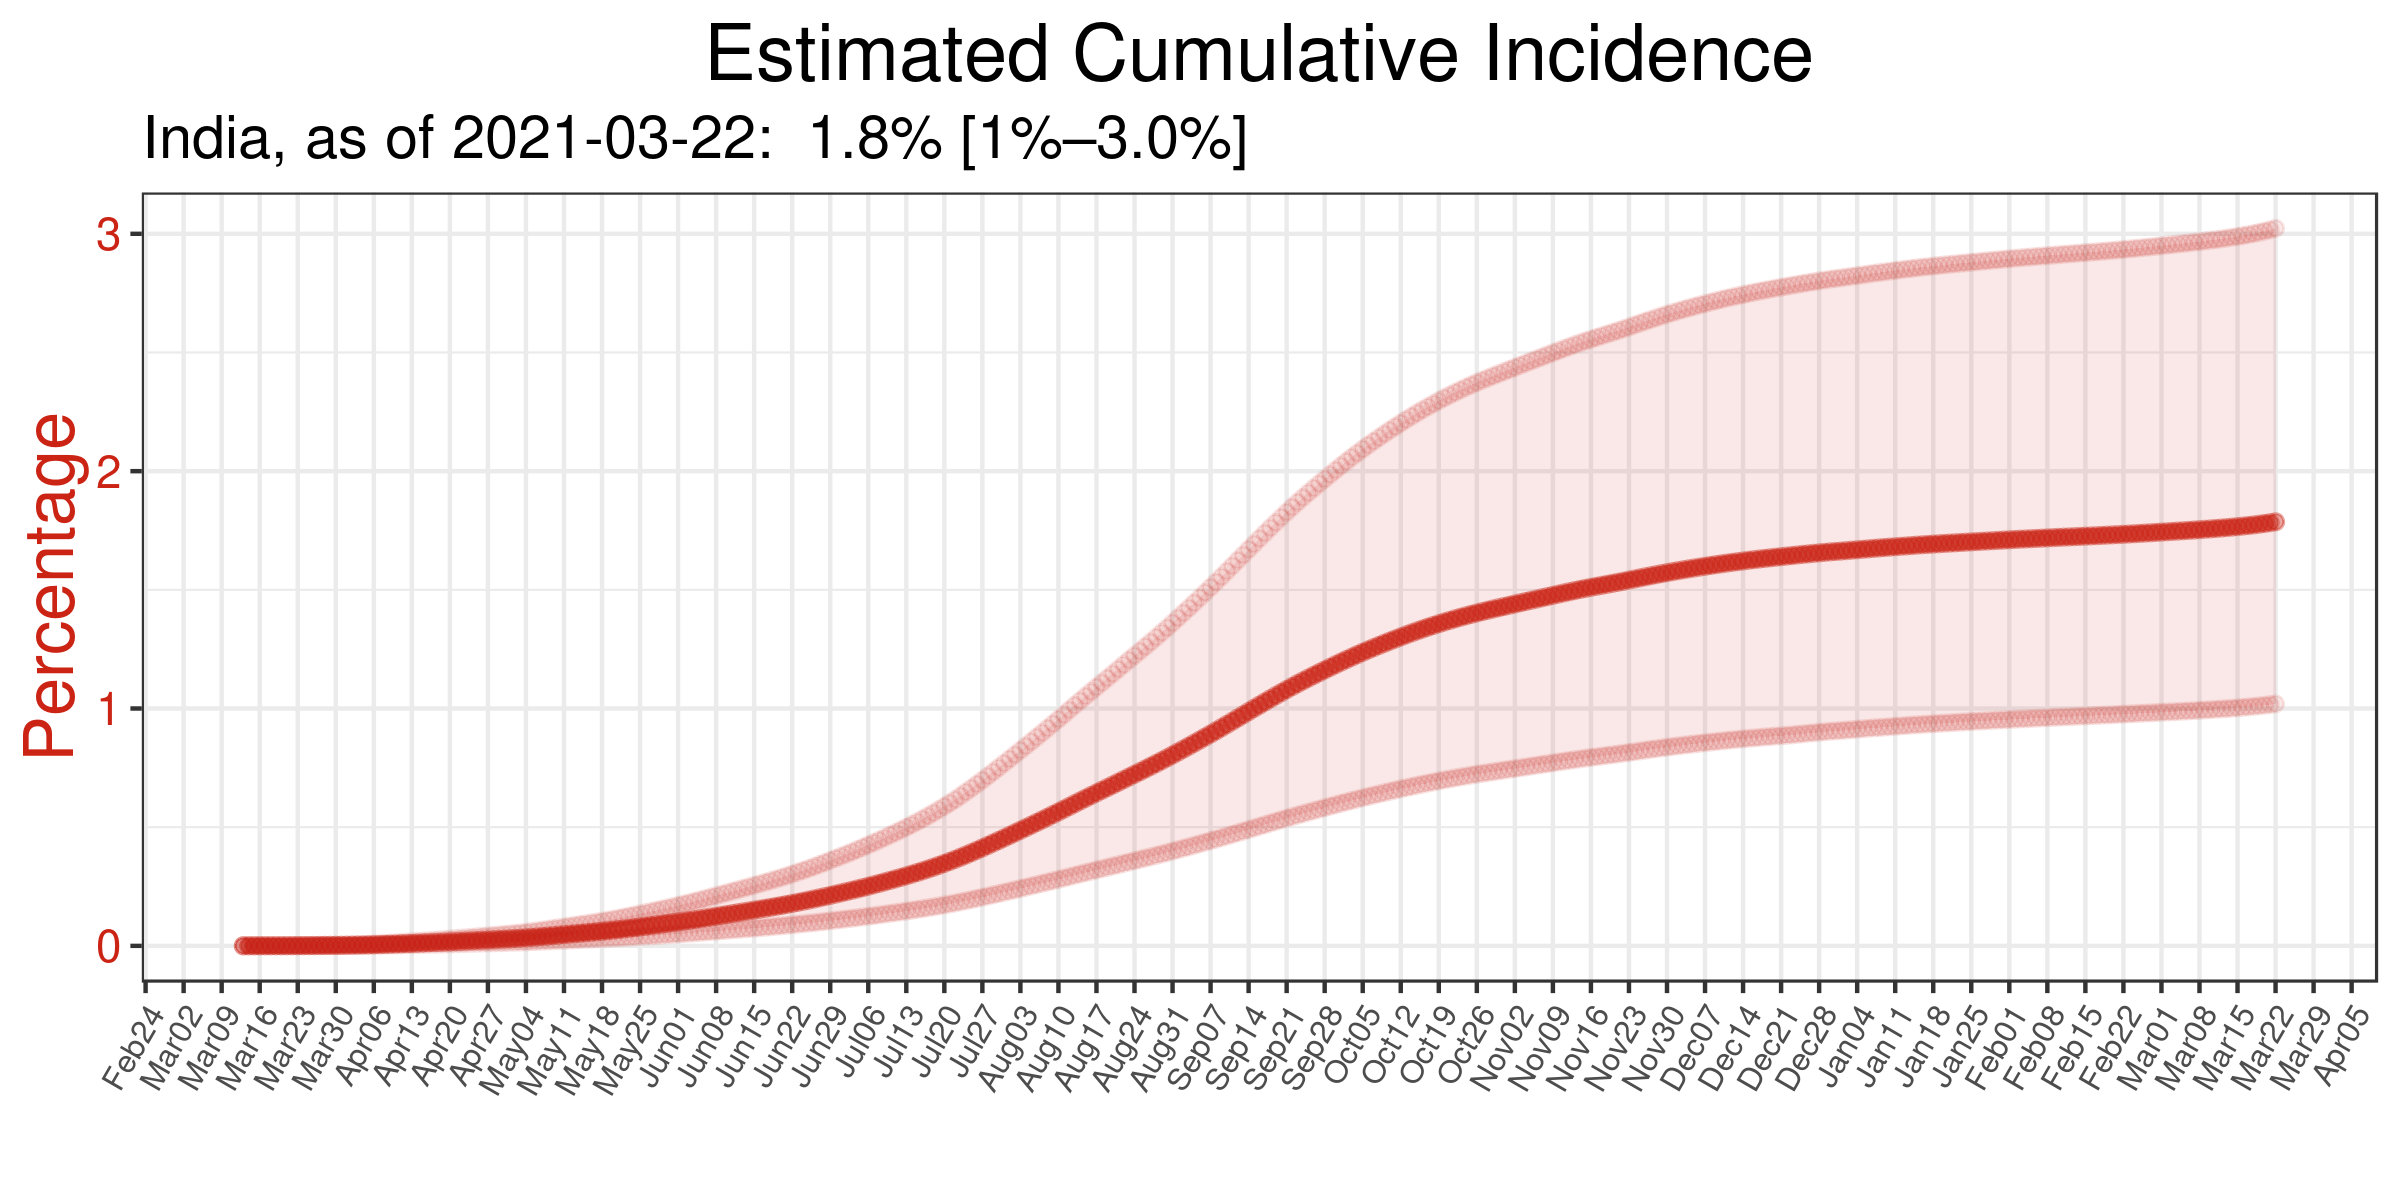 Estimated Cumulative Incidence
India, as of 2021-03-22:  1.8% [1%–3.0%]
Percentage
3
2
1
0
Feb24
Mar02
Mar09
Mar16
Mar23
Mar30
Apr06
Apr13
Apr20
Apr27
May04
May11
May18
May25
Jun01
Jun08
Jun15
Jun22
Jun29
Jul06
Jul13
Jul20
Jul27
Aug03
Aug10
Aug17
Aug24
Aug31
Sep07
Sep14
Sep21
Sep28
Oct05
Oct12
Oct19
Oct26
Nov02
Nov09
Nov16
Nov23
Nov30
Dec07
Dec14
Dec21
Dec28
Jan04
Jan11
Jan18
Jan25
Feb01
Feb08
Feb15
Feb22
Mar01
Mar08
Mar15
Mar22
Mar29
Apr05